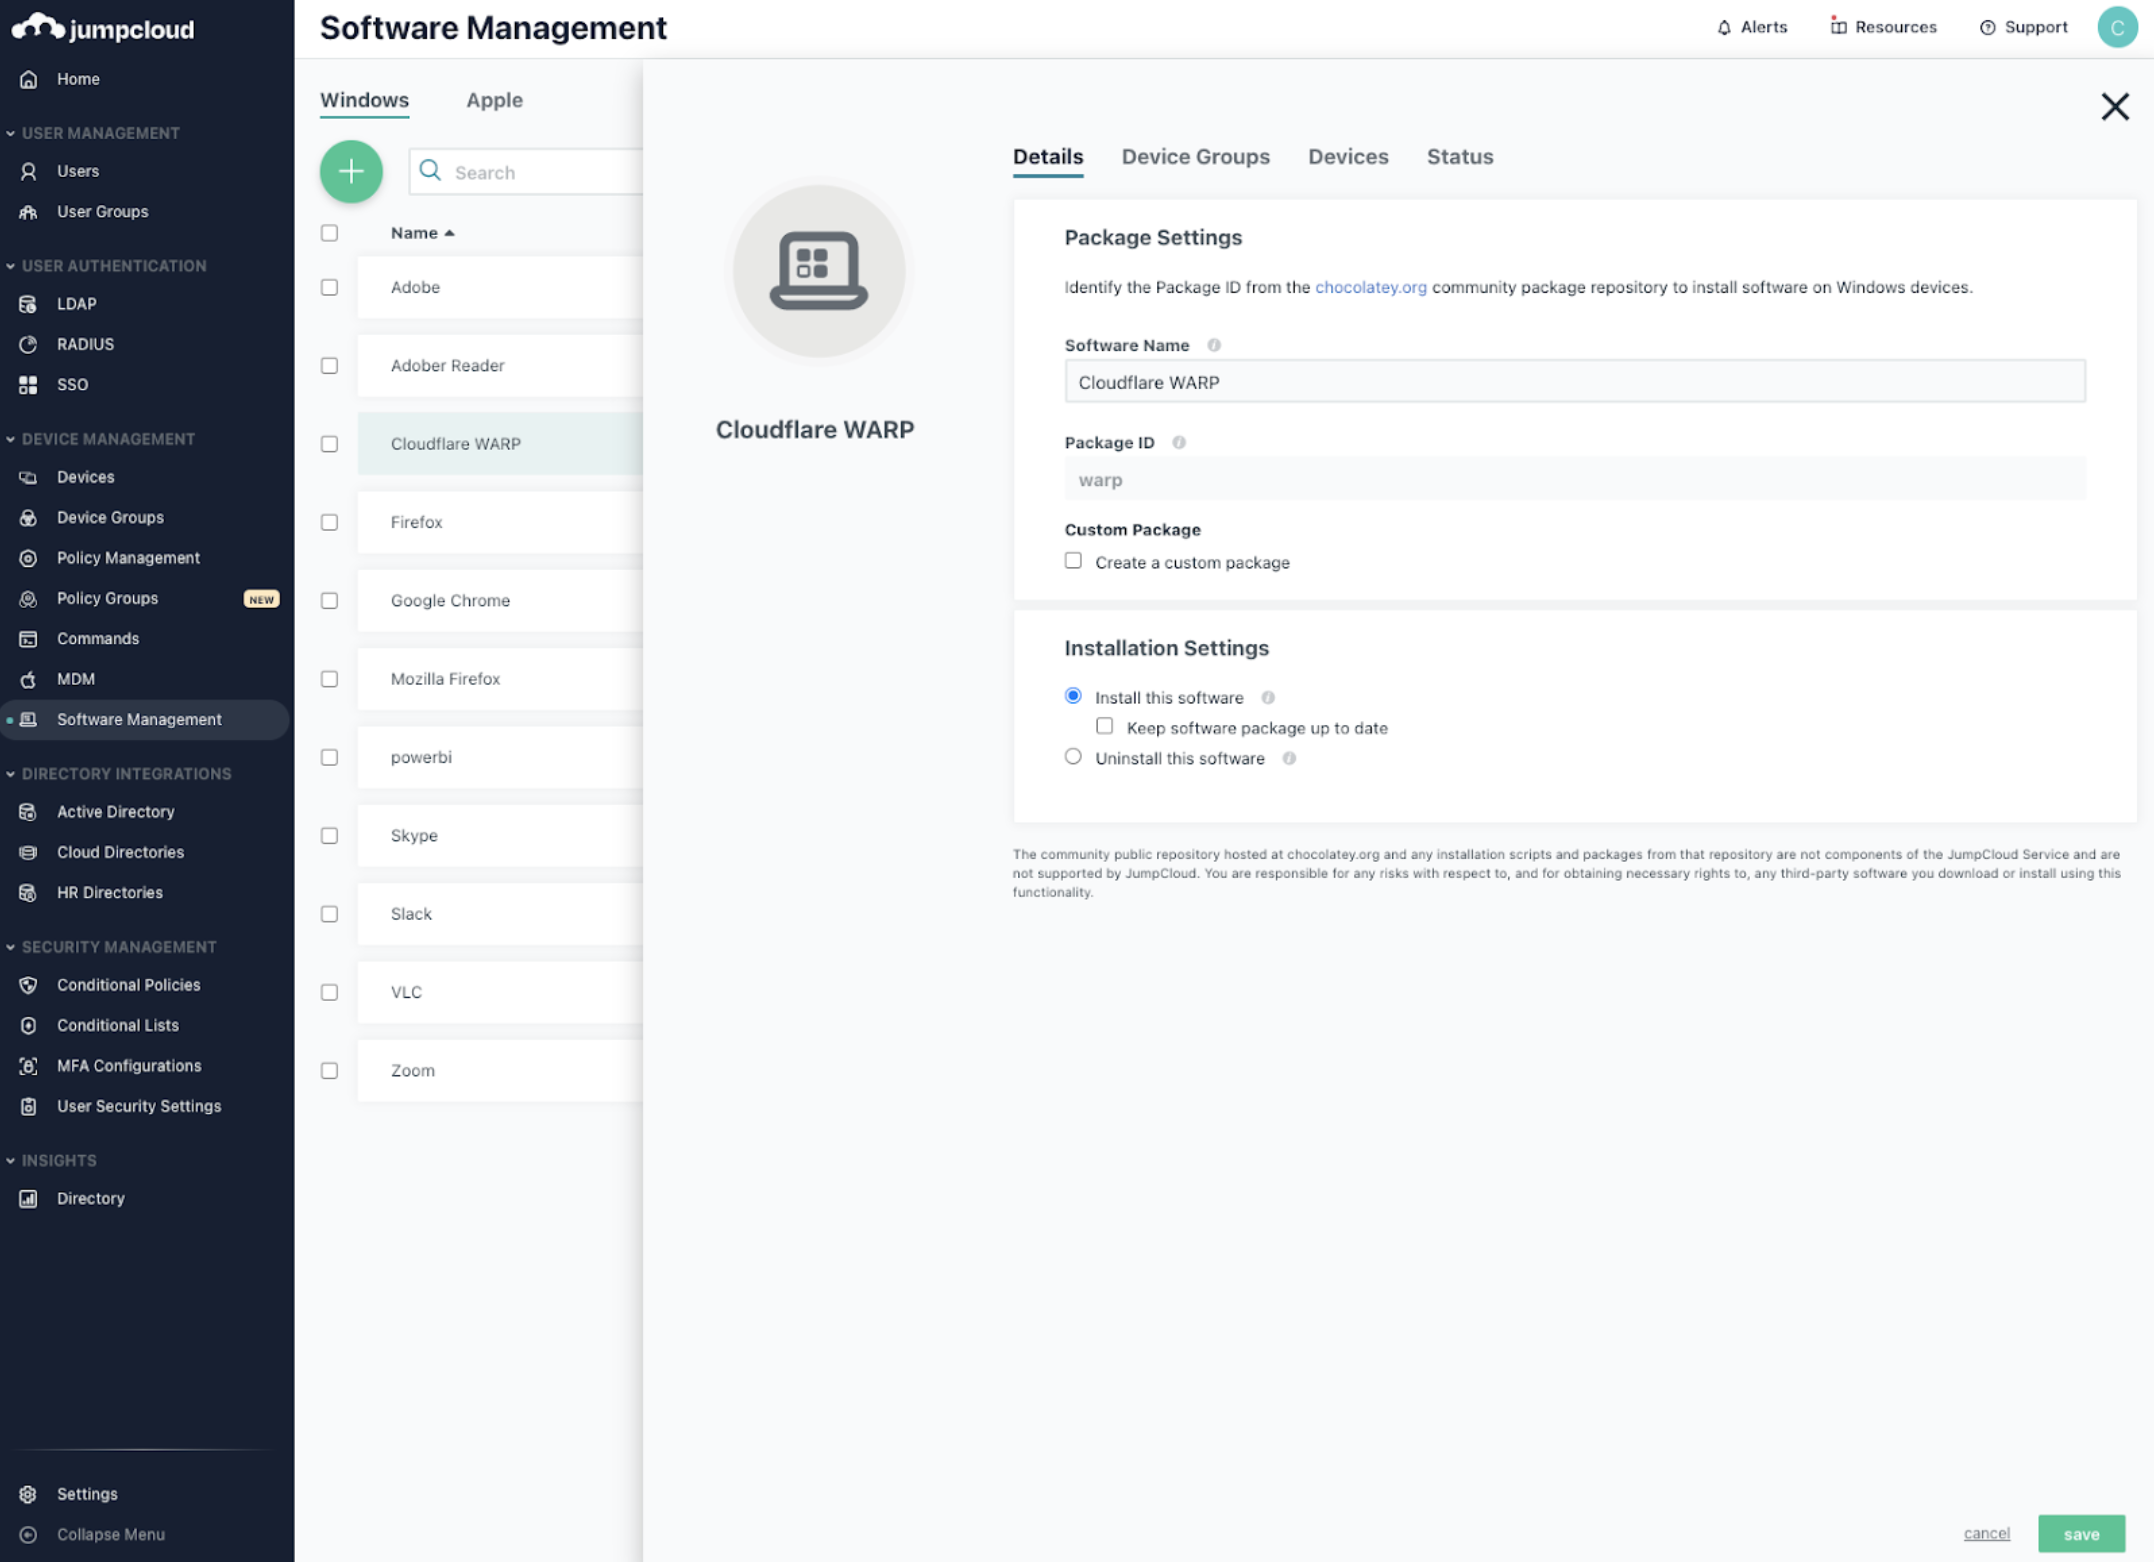 jumpcloud
Home
USER MANAGEMENT
Users
User Groups
USER AUTHENTICATION
LDAP
RADIUS
SSO
DEVICE MANAGEMENT
Devices
Device Groups
Policy Management
Policy Groups NEW
Commands
MDM
Software Management
DIRECTORY INTEGRATIONS
Active Directory
Cloud Directories
HR Directories
SECURITY MANAGEMENT
Conditional Policies
Conditional Lists
MFA Configurations
User Security Settings
INSIGHTS
Directory
Settings
Collapse Menu
Software Management
Alerts Resources Support C
Windows Apple
Search
Name
Adobe
Adober Reader
Cloudflare WARP
Firefox
Google Chrome
Mozilla Firefox
powerbi
Skype
Slack
VLC
Zoom
Cloudflare WARP
Details Device Groups Devices Status
Package Settings
Identify the Package ID from the chocolatey.org community package repository to install software on Windows devices.
Software Name
Cloudflare WARP
Package ID
warp
Custom Package
Create a custom package
Installation Settings
Install this software
Keep software package up to date
Uninstall this software
The community public repository hosted at chocolatey.org and any installation scripts and packages from that repository are not components of the JumpCloud Service and are
not supported by JumpCloud. You are responsible for any risks with respect to, and for obtaining necessary rights to, any third-party software you download or install using this
functionality.
cancel save